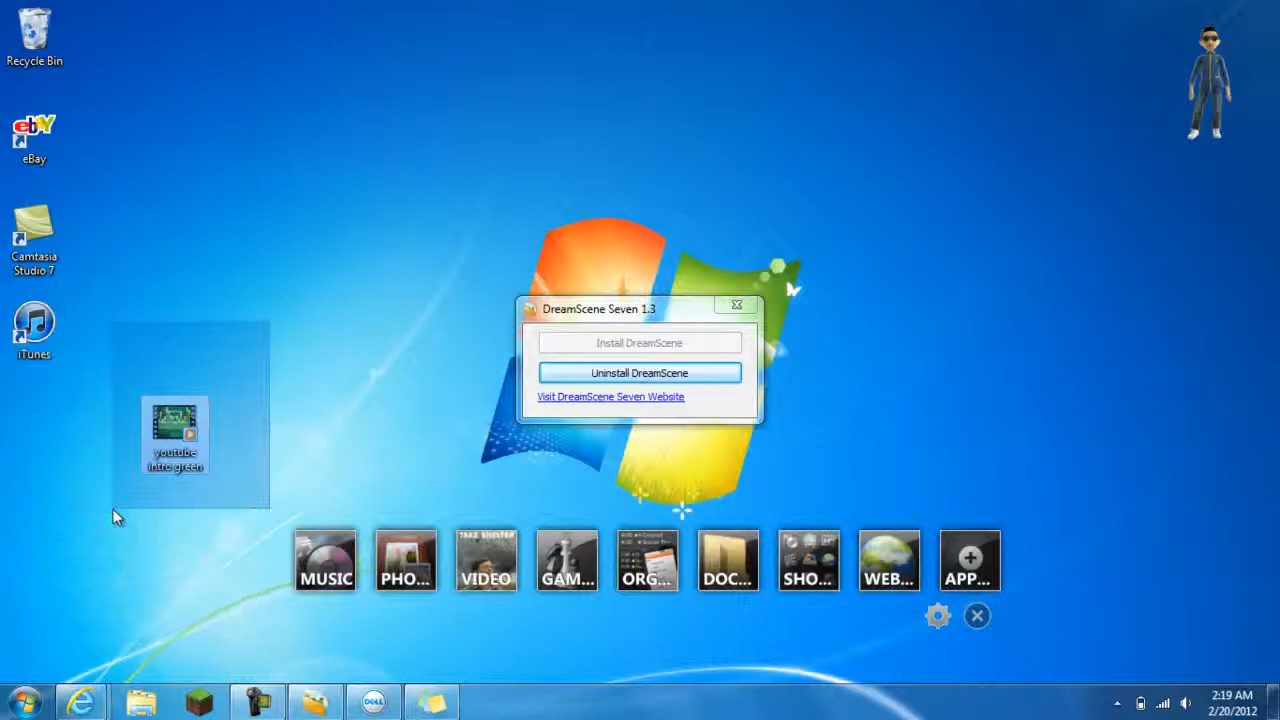 Recycle Bin
ebY
eBay
Camtasia
Studio 7
iTunes
youtube
intro green
DreamScene Seven 1.3
Install DreamScene
Uninstall DreamScene
Visit DreamScene Seven Website
TAKE SHELTER
MUSIC PHO... VIDEO GAM... ORG... DOC... SHO... WEB... APP...
DELL
2:19 AM
2/20/2012